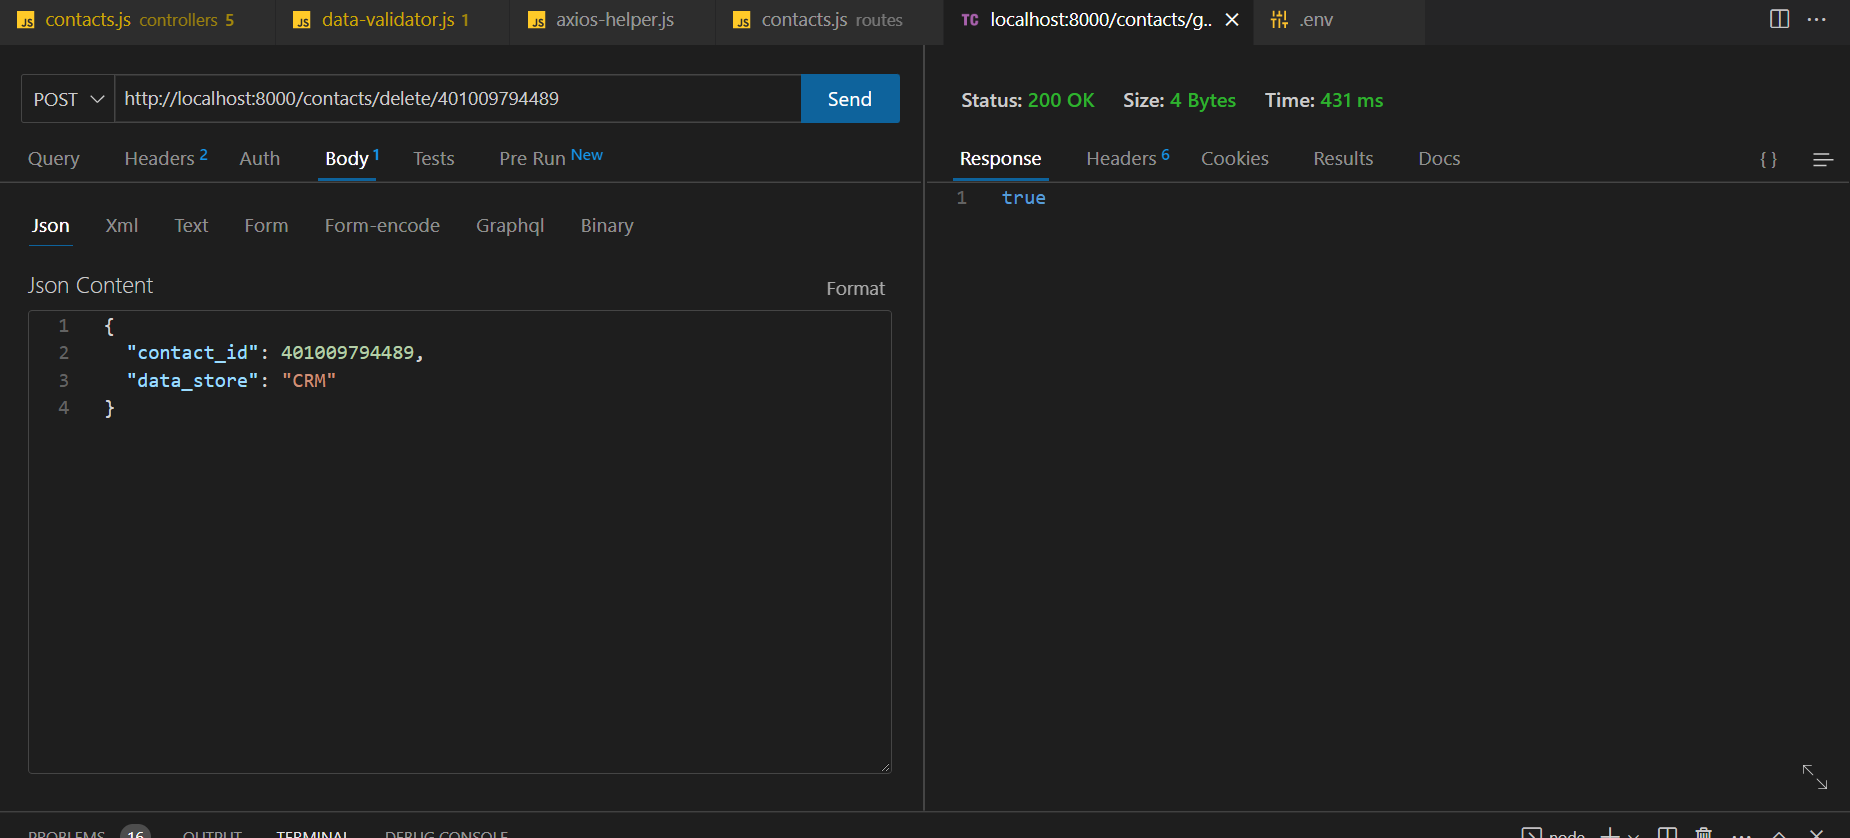 JS contacts.js controllers 5 JS data-validator.js 1 JS axios-helper.js JS contacts.js routes TC localhost:8000/contacts/g.. .env
POST http://localhost:8000/contacts/delete/401009794489 Send
Query Headers 2 Auth Body 1 Tests Pre Run New
Json Xml Text Form Form-encode Graphql Binary
Json Content Format
1 {
2 "contact_id": 401009794489,
3 "data_store": "CRM"
4 }
Status: 200 OK Size: 4 Bytes Time: 431 ms
Response Headers 6 Cookies Results Docs { }
1 true
PROBLEMS 16 OUTPUT TERMINAL DEBUG CONSOLE node